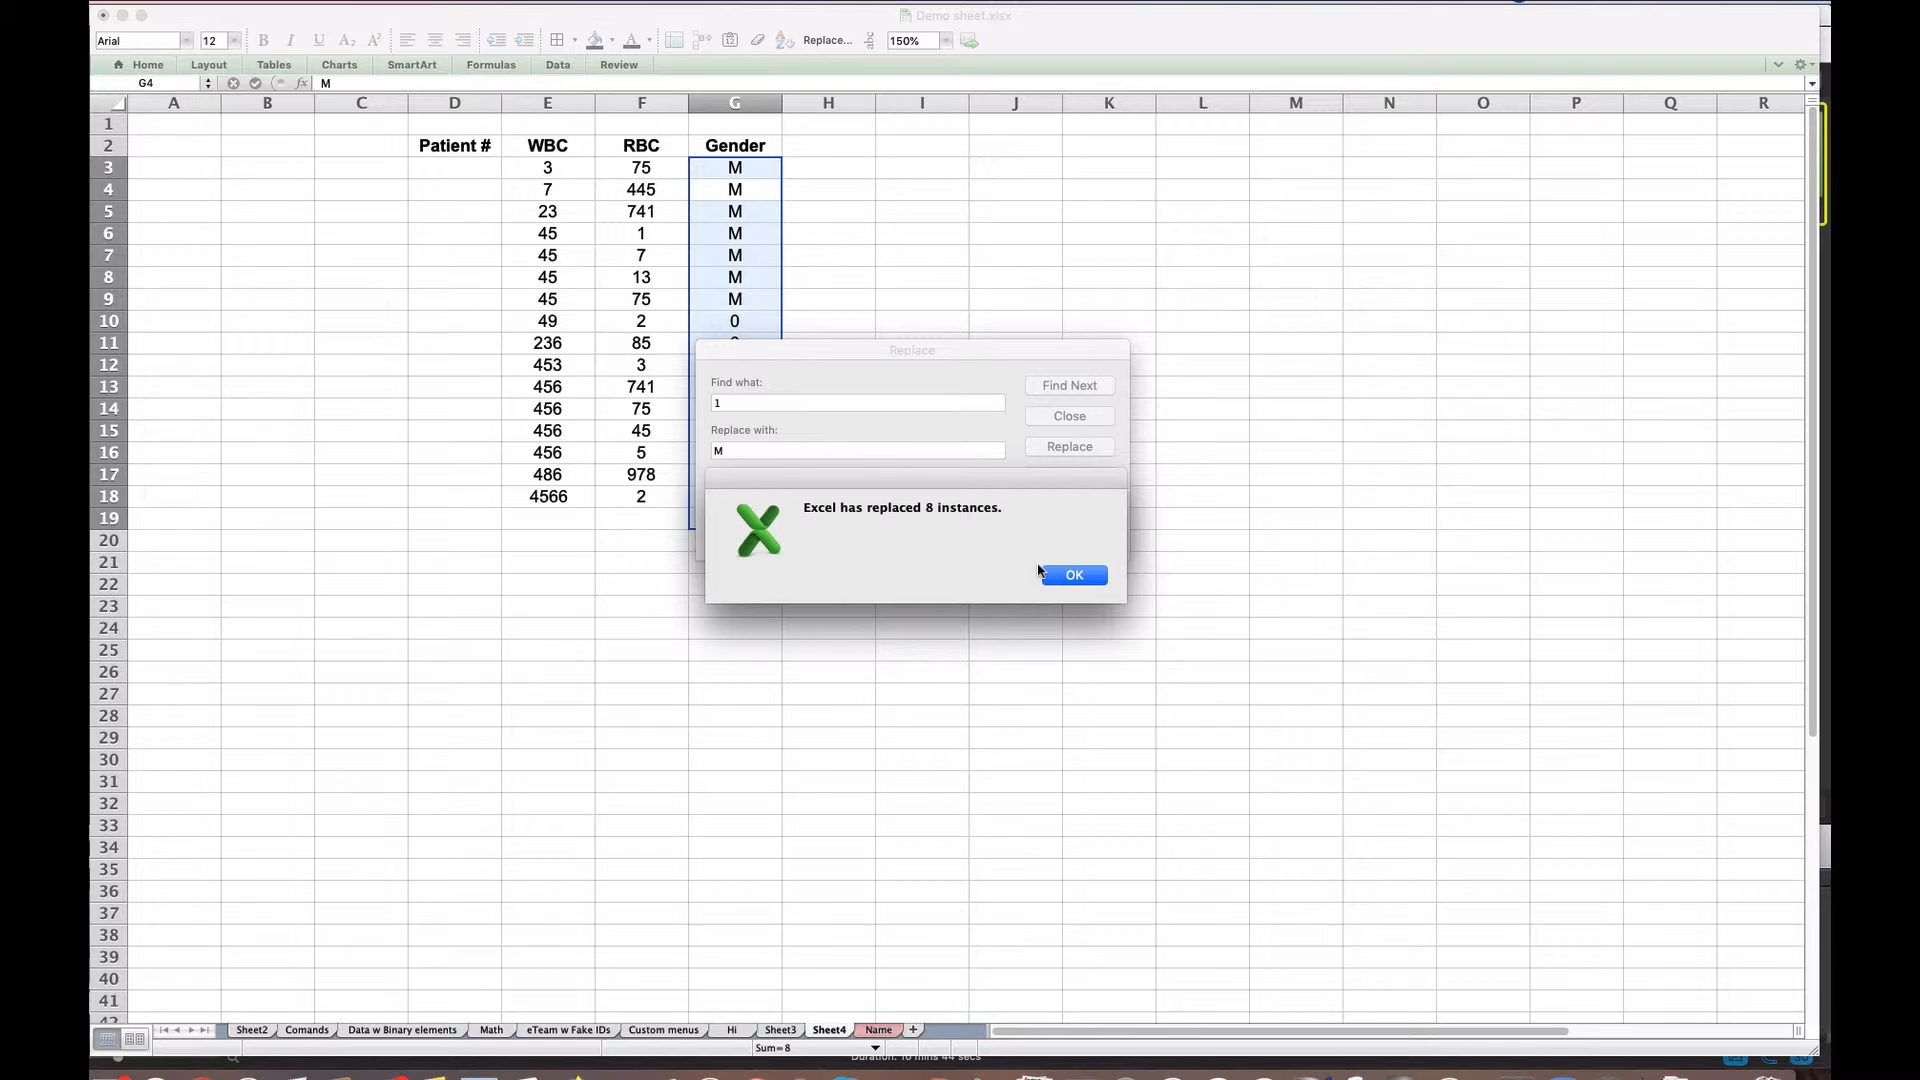 Demo sheet.xlsx
Arial 12 B I U A2 A2 A Replace... abc 150%
Home Layout Tables Charts SmartArt Formulas Data Review
G4 fx M
A B C D E F G H I J K L M N O P Q R
1
2 Patient # WBC RBC Gender
3 3 75 M
4 7 445 M
5 23 741 M
6 45 1 M
7 45 7 M
8 45 13 M
9 45 75 M
10 49 2 0
11 236 85
12 453 3
13 456 741
14 456 75
15 456 45
16 456 5
17 486 978
18 4566 2
19
20
21
22
23
24
25
26
27
28
29
30
31
32
33
34
35
36
37
38
39
40
41
42
Replace
Find what:
1
Find Next
Close
Replace with:
M
Replace
Excel has replaced 8 instances.
OK
Sheet2 Comands Data w Binary elements Math eTeam w Fake IDs Custom menus Hi Sheet3 Sheet4 Name +
Sum=8
Duration: 10 mins 44 secs